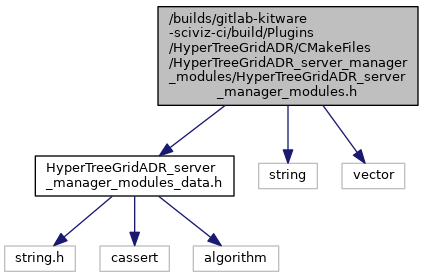 /builds/gitlab-kitware
-sciviz-ci/build/Plugins
/HyperTreeGridADR/CMakeFiles
/HyperTreeGridADR_server_manager
_modules/HyperTreeGridADR_server
_manager_modules.h
HyperTreeGridADR_server
_manager_modules_data.h
string
vector
string.h
cassert
algorithm